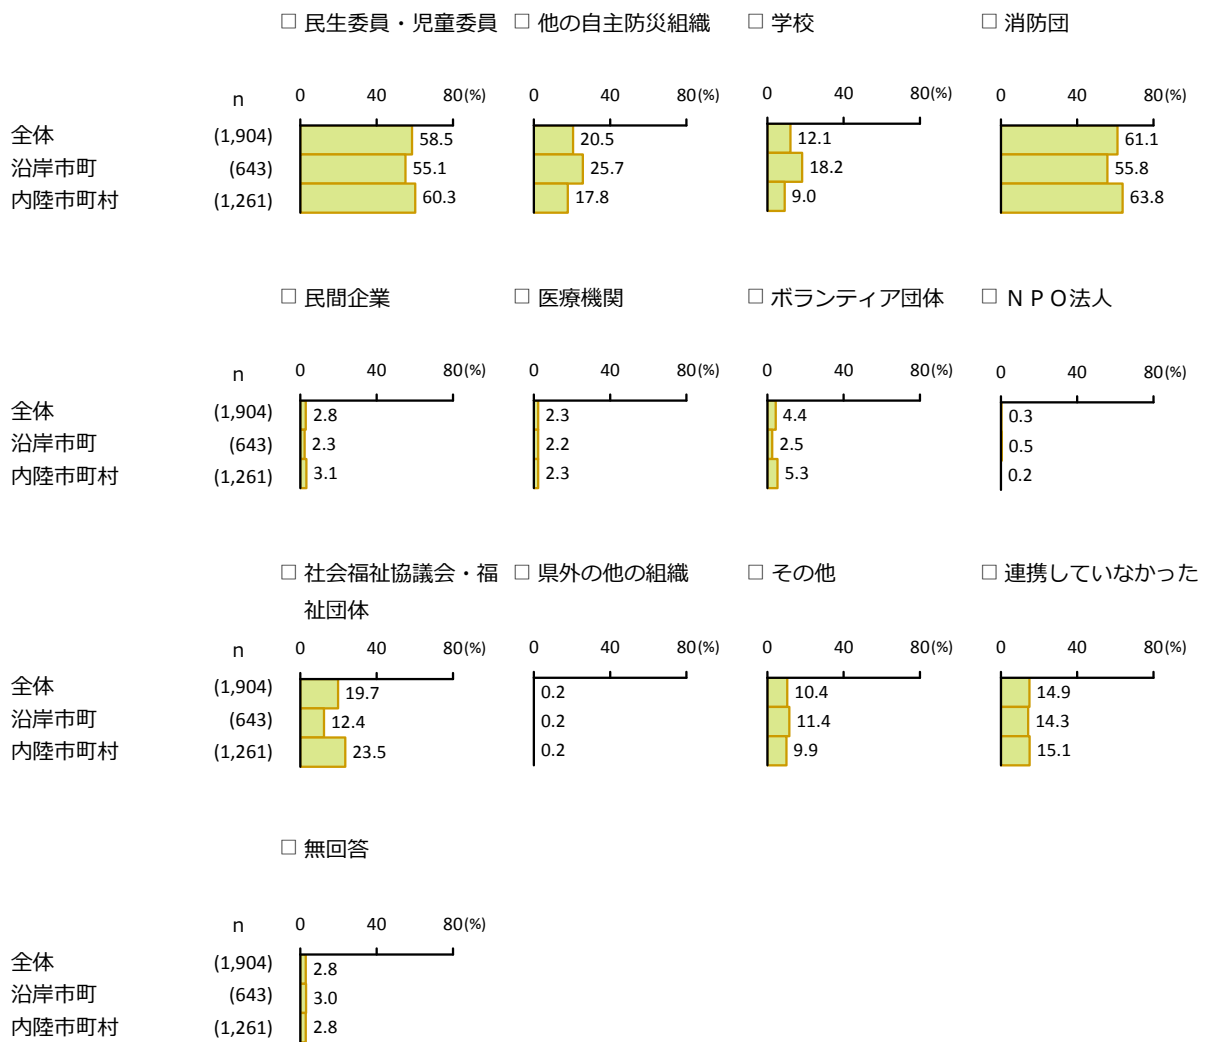 □ 民生委員・児童委員 □ 他の自主防災組織 □ 学校 □ 消防団
n 0 40 80(%) 0 40 80(%) 0 40 80(%) 0 40 80(%)
全体 (1,904) 58.5 20.5 12.1 61.1
沿岸市町 (643) 55.1 25.7 18.2 55.8
内陸市町村 (1,261) 60.3 17.8 9.0 63.8
□ 民間企業 □ 医療機関 □ ボランティア団体 □ ＮＰＯ法人
n 0 40 80(%) 0 40 80(%) 0 40 80(%) 0 40 80(%)
全体 (1,904) 2.8 2.3 4.4 0.3
沿岸市町 (643) 2.3 2.2 2.5 0.5
内陸市町村 (1,261) 3.1 2.3 5.3 0.2
□ 社会福祉協議会・福 □ 県外の他の組織 □ その他 □ 連携していなかった
祉団体
n 0 40 80(%) 0 40 80(%) 0 40 80(%) 0 40 80(%)
全体 (1,904) 19.7 0.2 10.4 14.9
沿岸市町 (643) 12.4 0.2 11.4 14.3
内陸市町村 (1,261) 23.5 0.2 9.9 15.1
□ 無回答
n 0 40 80(%)
全体 (1,904) 2.8
沿岸市町 (643) 3.0
内陸市町村 (1,261) 2.8